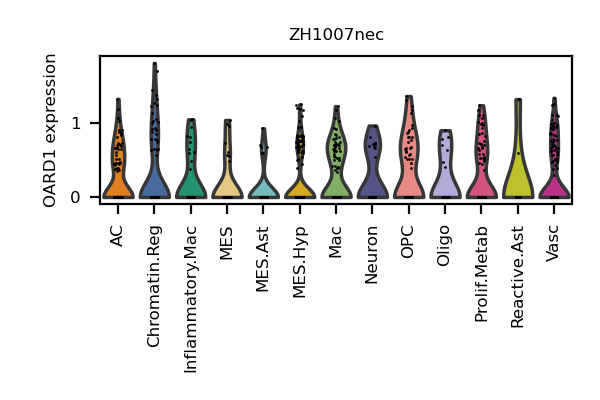 ZH1007nec
OARD1 expression
1
0
AC
Chromatin.Reg
Inflammatory.Mac
MES
MES.Ast
MES.Hyp
Mac
Neuron
OPC
Oligo
Prolif.Metab
Reactive.Ast
Vasc